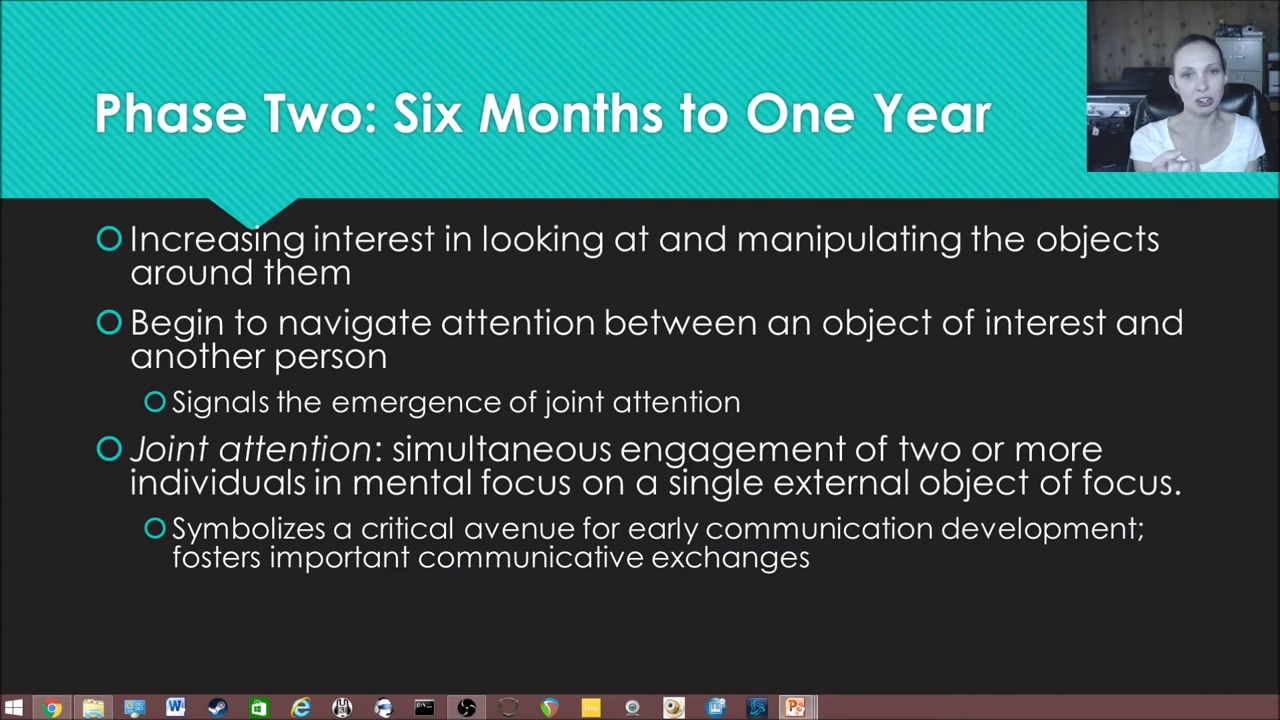 Phase Two: Six Months to One Year
Increasing interest in looking at and manipulating the objects
around them
Begin to navigate attention between an object of interest and
another person
Signals the emergence of joint attention
Joint attention: simultaneous engagement of two or more
individuals in mental focus on a single external object of focus.
Symbolizes a critical avenue for early communication development;
fosters important communicative exchanges